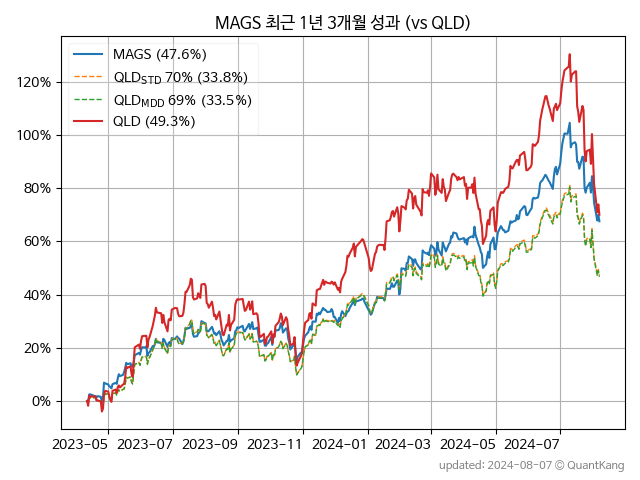 MAGS 최근 1년 3개월 성과 (vs QLD)
MAGS (47.6%)
QLD_STD 70% (33.8%)
QLD_MDD 69% (33.5%)
QLD (49.3%)
120%
100%
80%
60%
40%
20%
0%
2023-05 2023-07 2023-09 2023-11 2024-01 2024-03 2024-05 2024-07
updated: 2024-08-07 © QuantKang